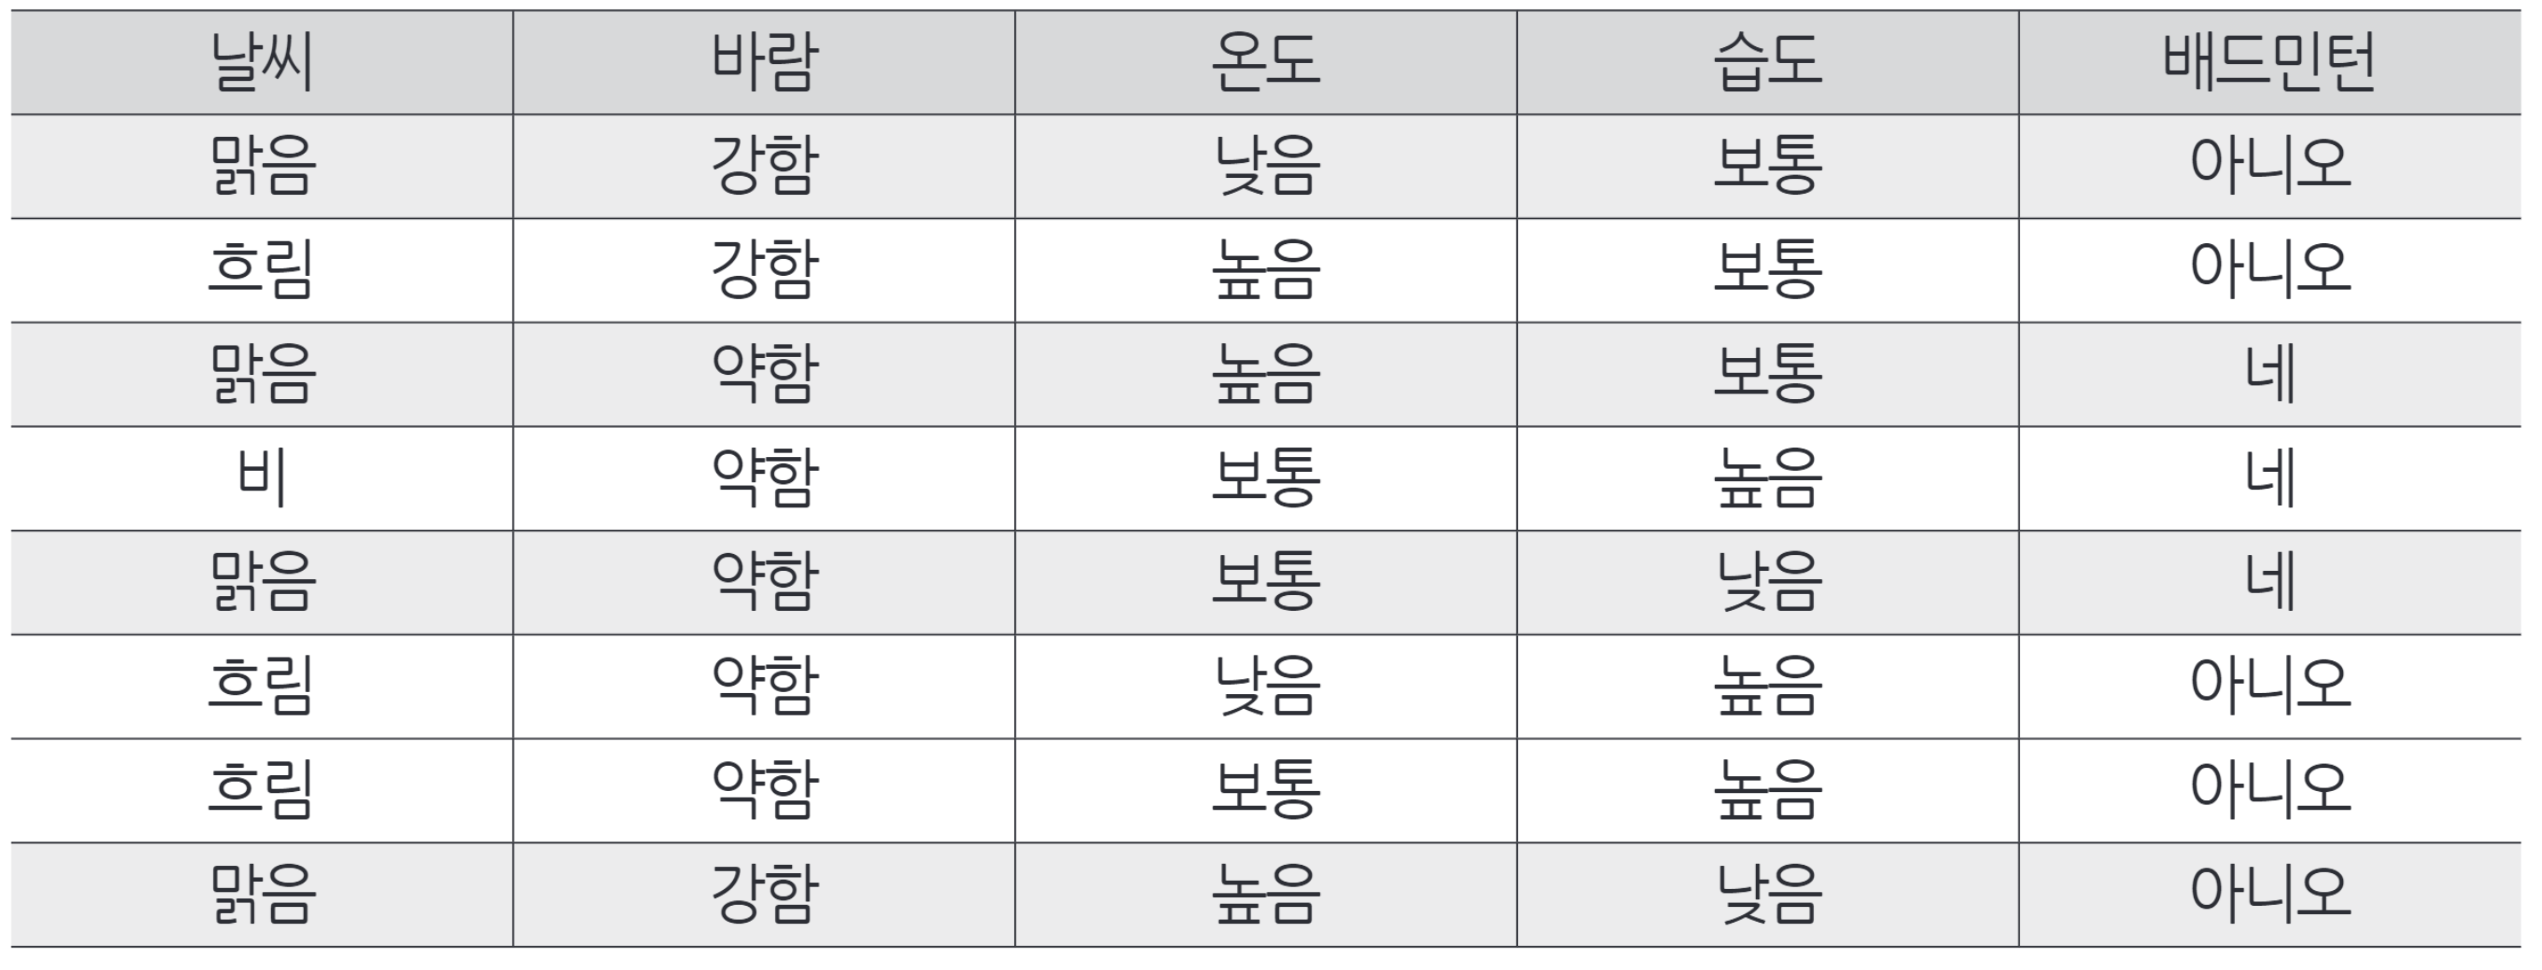 날씨 바람 온도 습도 배드민턴
맑음 강함 낮음 보통 아니오
흐림 강함 높음 보통 아니오
맑음 약함 높음 보통 네
비 약함 보통 높음 네
맑음 약함 보통 낮음 네
흐림 약함 낮음 높음 아니오
흐림 약함 보통 높음 아니오
맑음 강함 높음 낮음 아니오